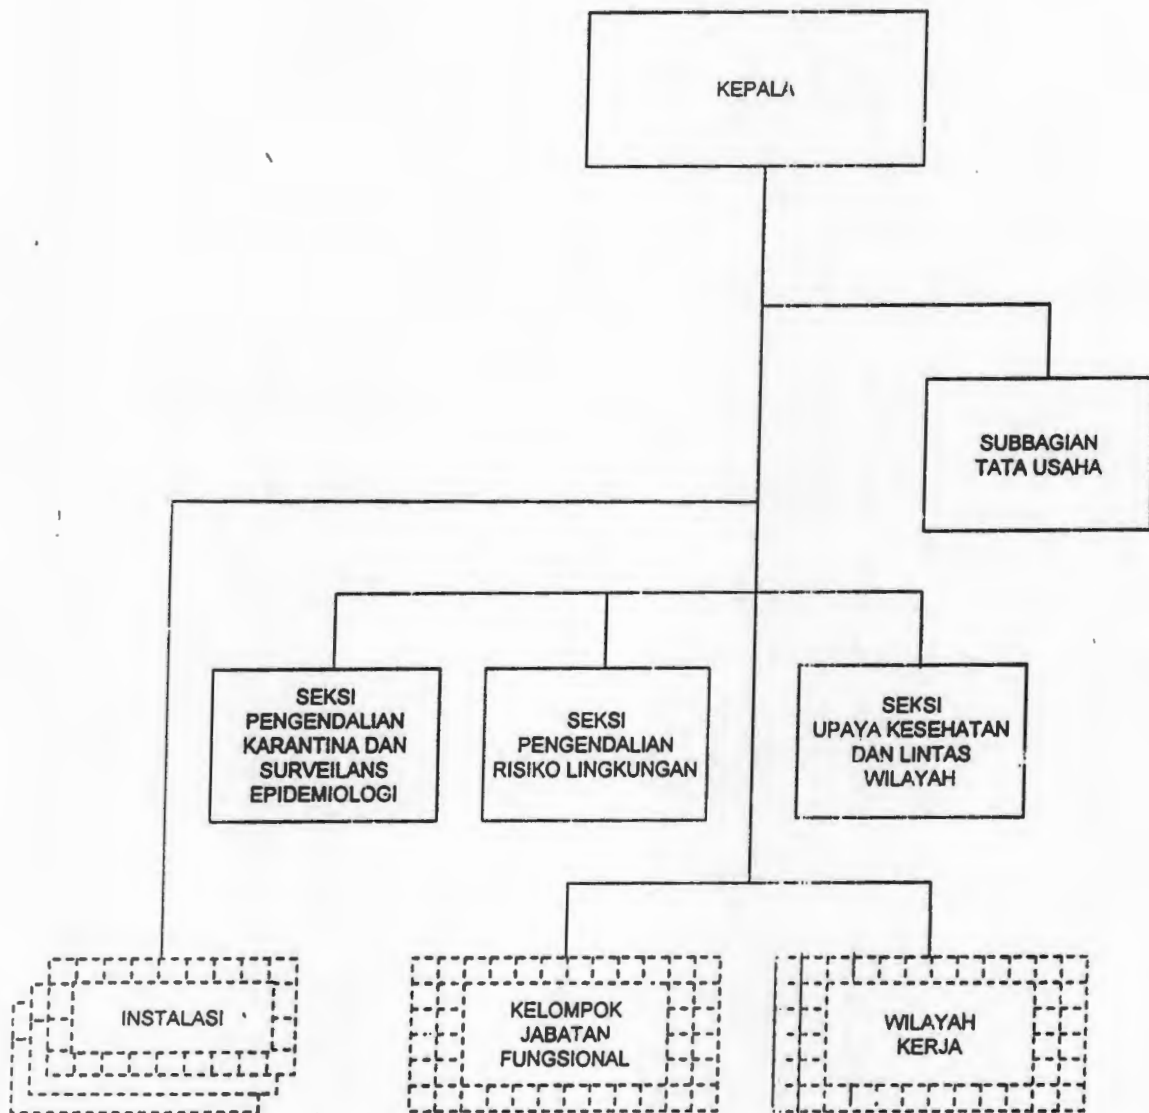 KEPALA
SUBBAGIAN
TATA USAHA
SEKSI
PENGENDALIAN
KARANTINA DAN
SURVEILANS
EPIDEMIOLOGI
SEKSI
PENGENDALIAN
RISIKO LINGKUNGAN
SEKSI
UPAYA KESEHATAN
DAN LINTAS
WILAYAH
INSTALASI
KELOMPOK
JABATAN
FUNGSIONAL
WILAYAH
KERJA